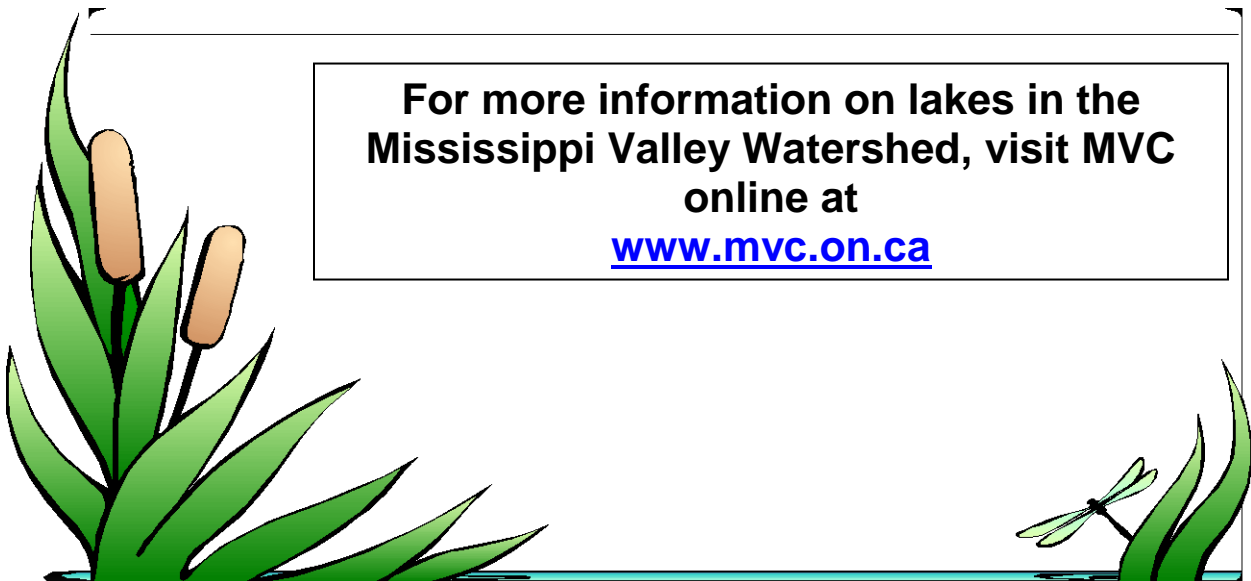 For more information on lakes in the
Mississippi Valley Watershed, visit MVC
online at
www.mvc.on.ca